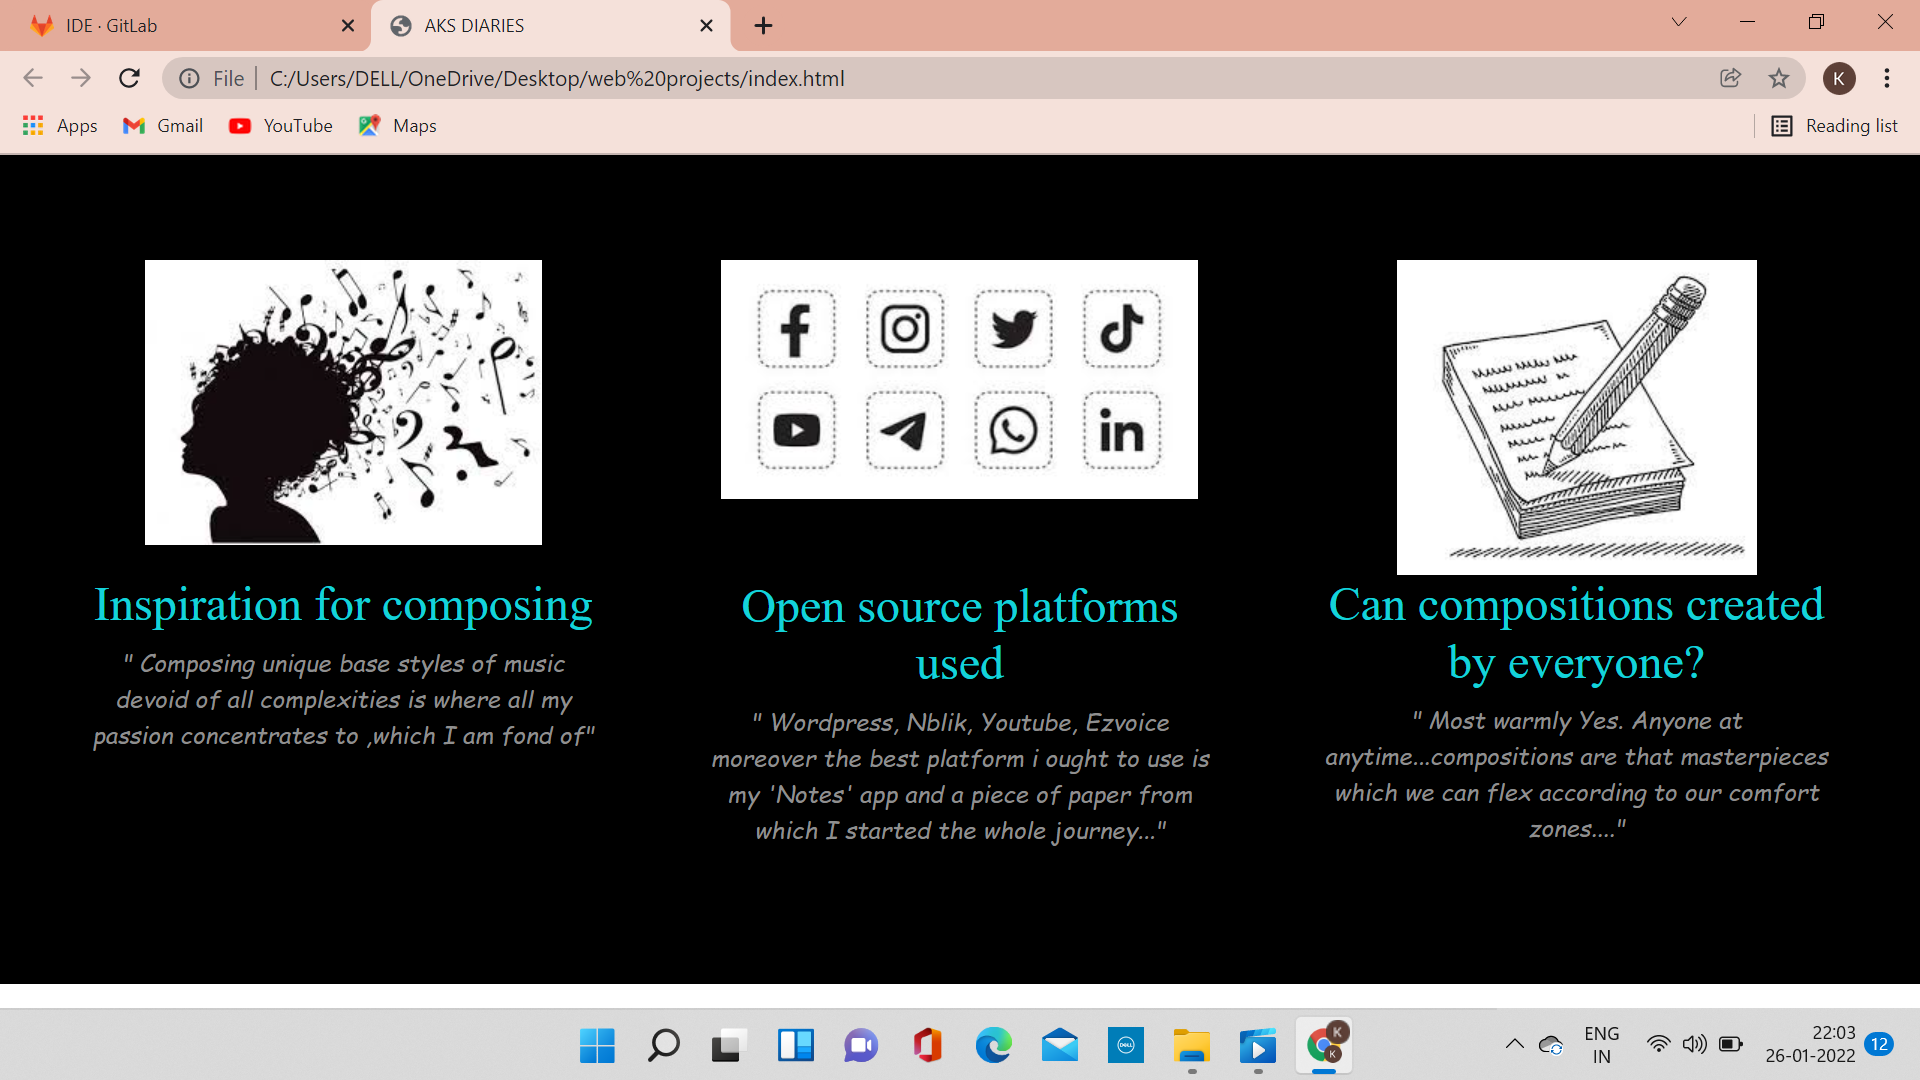 IDE · GitLab
AKS DIARIES
File
C:/Users/DELL/OneDrive/Desktop/web%20projects/index.html
K
Apps
Gmail
YouTube
Maps
Reading list
Inspiration for composing
" Composing unique base styles of music
devoid of all complexities is where all my
passion concentrates to ,which I am fond of"
Open source platforms
used
" Wordpress, Nblik, Youtube, Ezvoice
moreover the best platform i ought to use is
my 'Notes' app and a piece of paper from
which I started the whole journey..."
Can compositions created
by everyone?
" Most warmly Yes. Anyone at
anytime...compositions are that masterpieces
which we can flex according to our comfort
zones...."
DELL
K
K
ENG
IN
22:03
26-01-2022
12